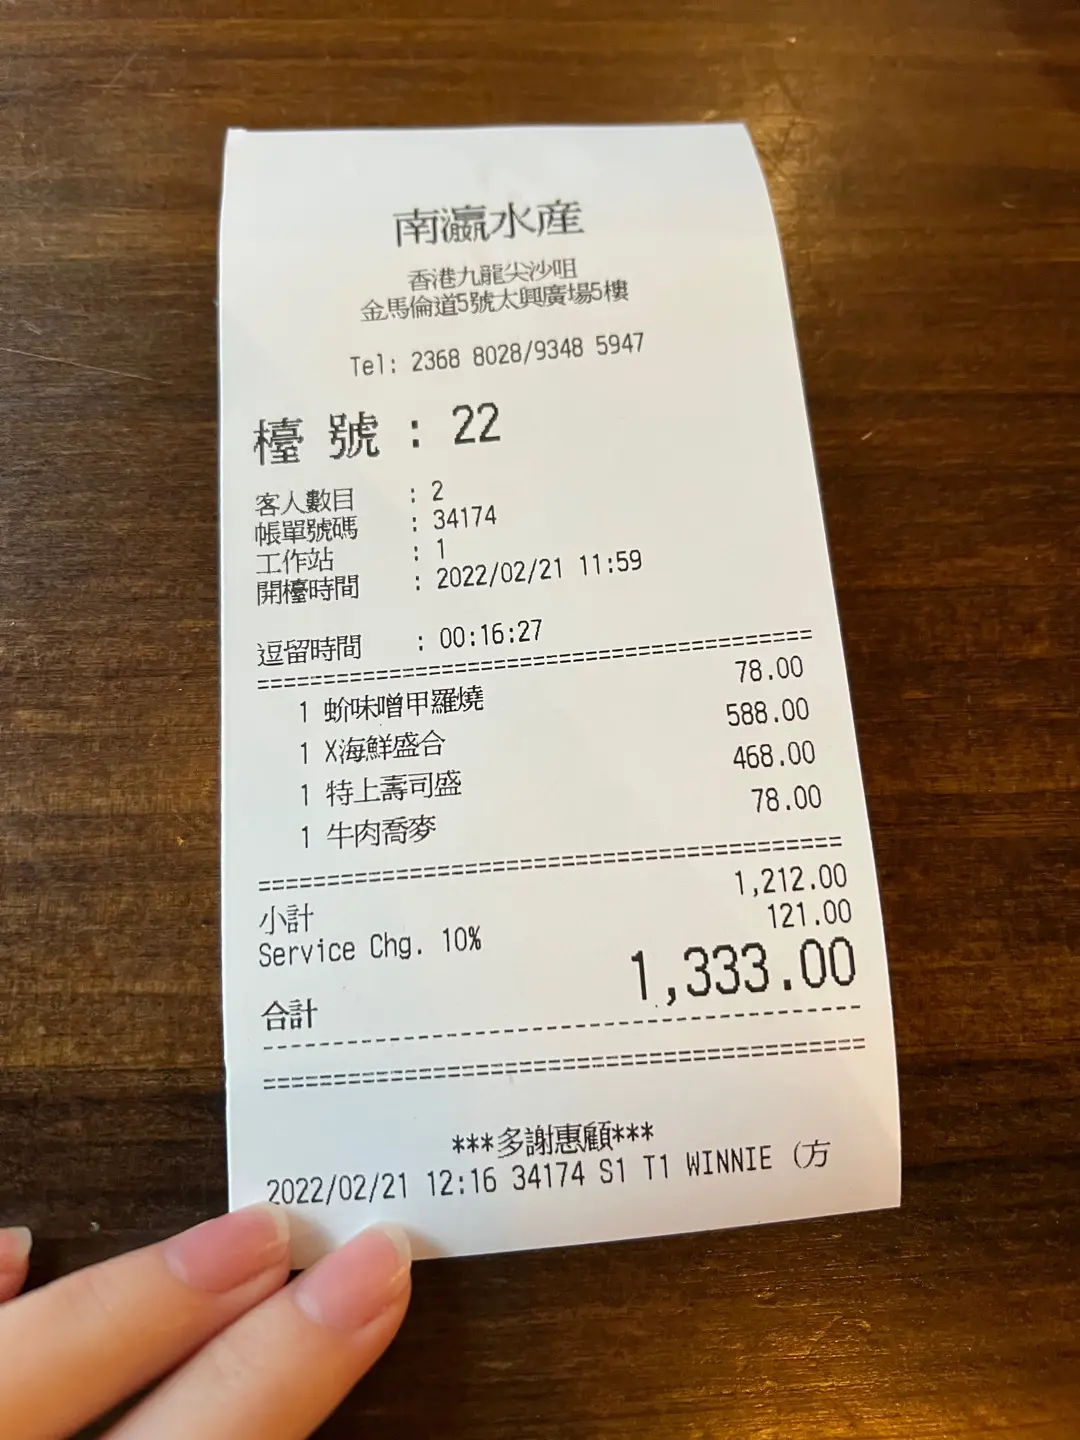 南瀛水産
香港九龍尖沙咀
金馬倫道5號太興廣場5樓
Tel: 2368 8028/9348 5947
檯 號 : 22
客人數目 : 2
帳單號碼 : 34174
工作站 : 1
開檯時間 : 2022/02/21 11:59
逗留時間 : 00:16:27
1 蚧味噌甲羅燒 78.00
1 X海鮮盛合 588.00
1 特上壽司盛 468.00
1 牛肉喬麥 78.00
小計 1,212.00
Service Chg. 10% 121.00
合計 1,333.00
***多謝惠顧***
2022/02/21 12:16 34174 S1 T1 WINNIE (方